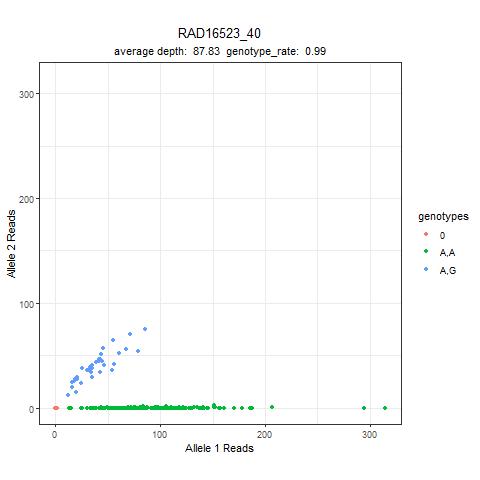 RAD16523_40
average depth:  87.83  genotype_rate:  0.99
300
200
100
0
Allele 2 Reads
0 100 200 300
Allele 1 Reads
genotypes
0
A,A
A,G